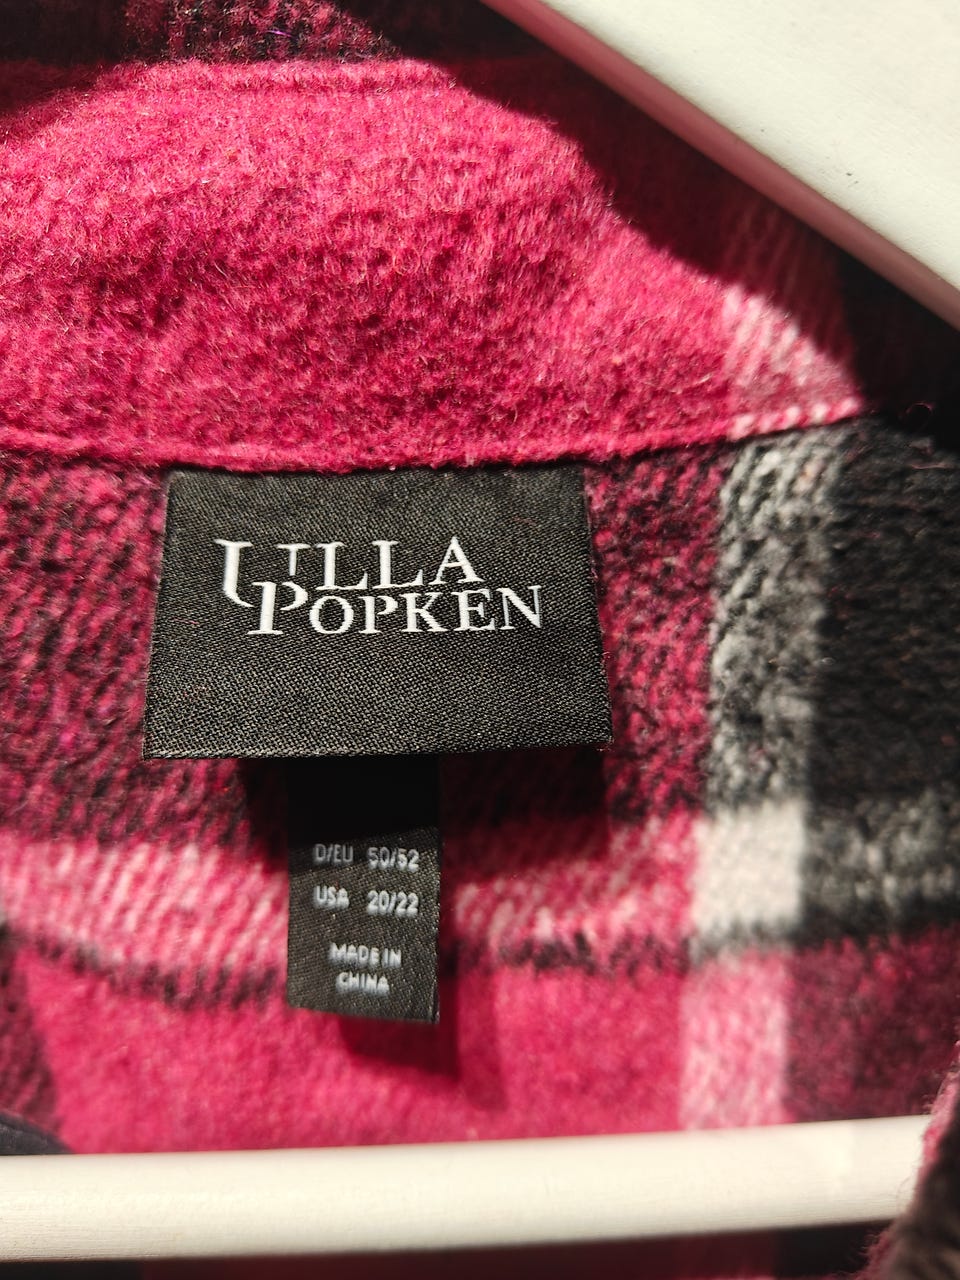 ULLA
POPKEN
D/EU 50/52
USA 20/22
MADE IN
CHINA